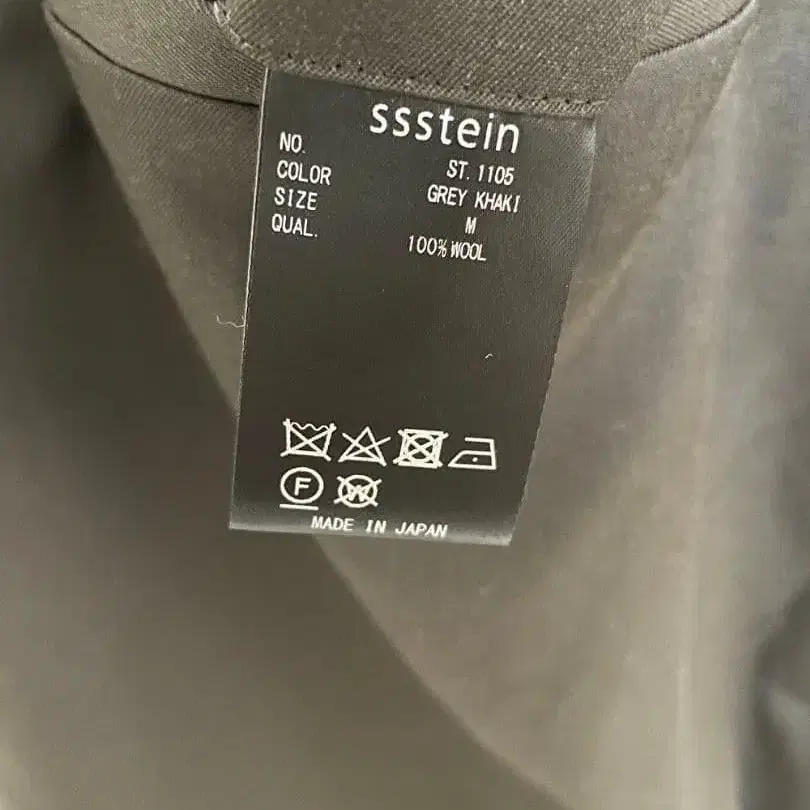 ssstein
NO. ST. 1105
COLOR GREY KHAKI
SIZE M
QUAL. 100% WOOL
F W
MADE IN JAPAN